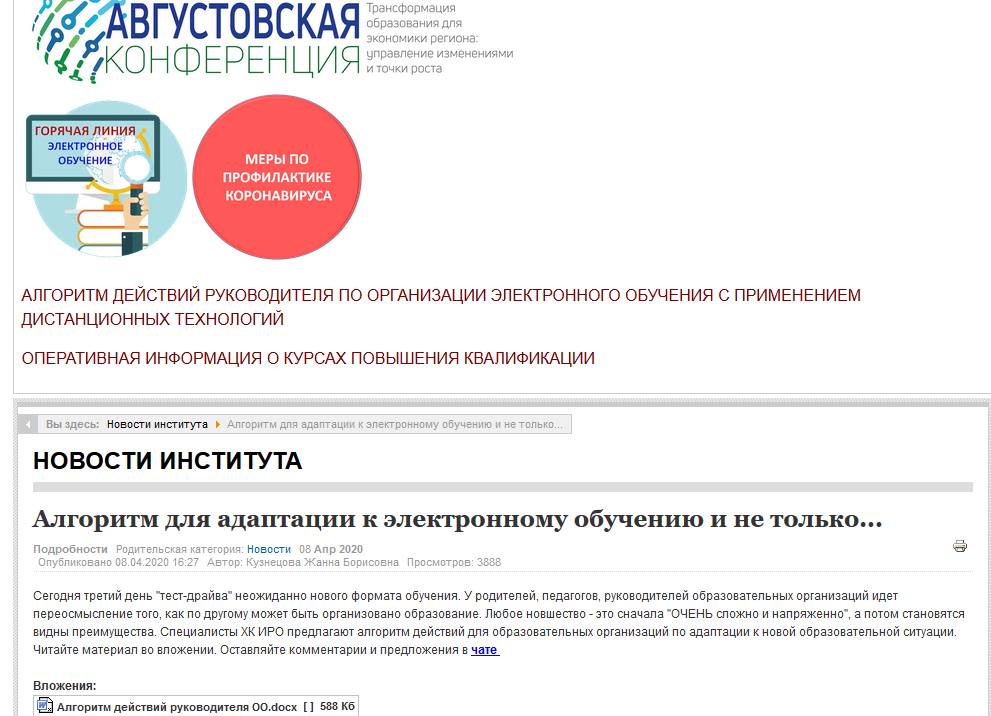 АВГУСТОВСКАЯ
КОНФЕРЕНЦИЯ
Трансформация
образования для
экономики региона:
управление изменениями
и точки роста
ГОРЯЧАЯ ЛИНИЯ
ЭЛЕКТРОННОЕ
ОБУЧЕНИЕ
МЕРЫ ПО
ПРОФИЛАКТИКЕ
КОРОНАВИРУСА
АЛГОРИТМ ДЕЙСТВИЙ РУКОВОДИТЕЛЯ ПО ОРГАНИЗАЦИИ ЭЛЕКТРОННОГО ОБУЧЕНИЯ С ПРИМЕНЕНИЕМ
ДИСТАНЦИОННЫХ ТЕХНОЛОГИЙ
ОПЕРАТИВНАЯ ИНФОРМАЦИЯ О КУРСАХ ПОВЫШЕНИЯ КВАЛИФИКАЦИИ
Вы здесь: Новости института Алгоритм для адаптации к электронному обучению и не только...
НОВОСТИ ИНСТИТУТА
Алгоритм для адаптации к электронному обучению и не только...
Подробности Родительская категория: Новости 08 Апр 2020
Опубликовано 08.04.2020 16:27 Автор: Кузнецова Жанна Борисовна Просмотров: 3888
Сегодня третий день "тест-драйва" неожиданно нового формата обучения. У родителей, педагогов, руководителей образовательных организаций идет
переосмысление того, как по другому может быть организовано образование. Любое новшество - это сначала "ОЧЕНЬ сложно и напряженно", а потом становятся
видны преимущества. Специалисты ХК ИРО предлагают алгоритм действий для образовательных организаций по адаптации к новой образовательной ситуации.
Читайте материал во вложении. Оставляйте комментарии и предложения в чате
Вложения:
Алгоритм действий руководителя ОО.docx [ ] 588 Кб